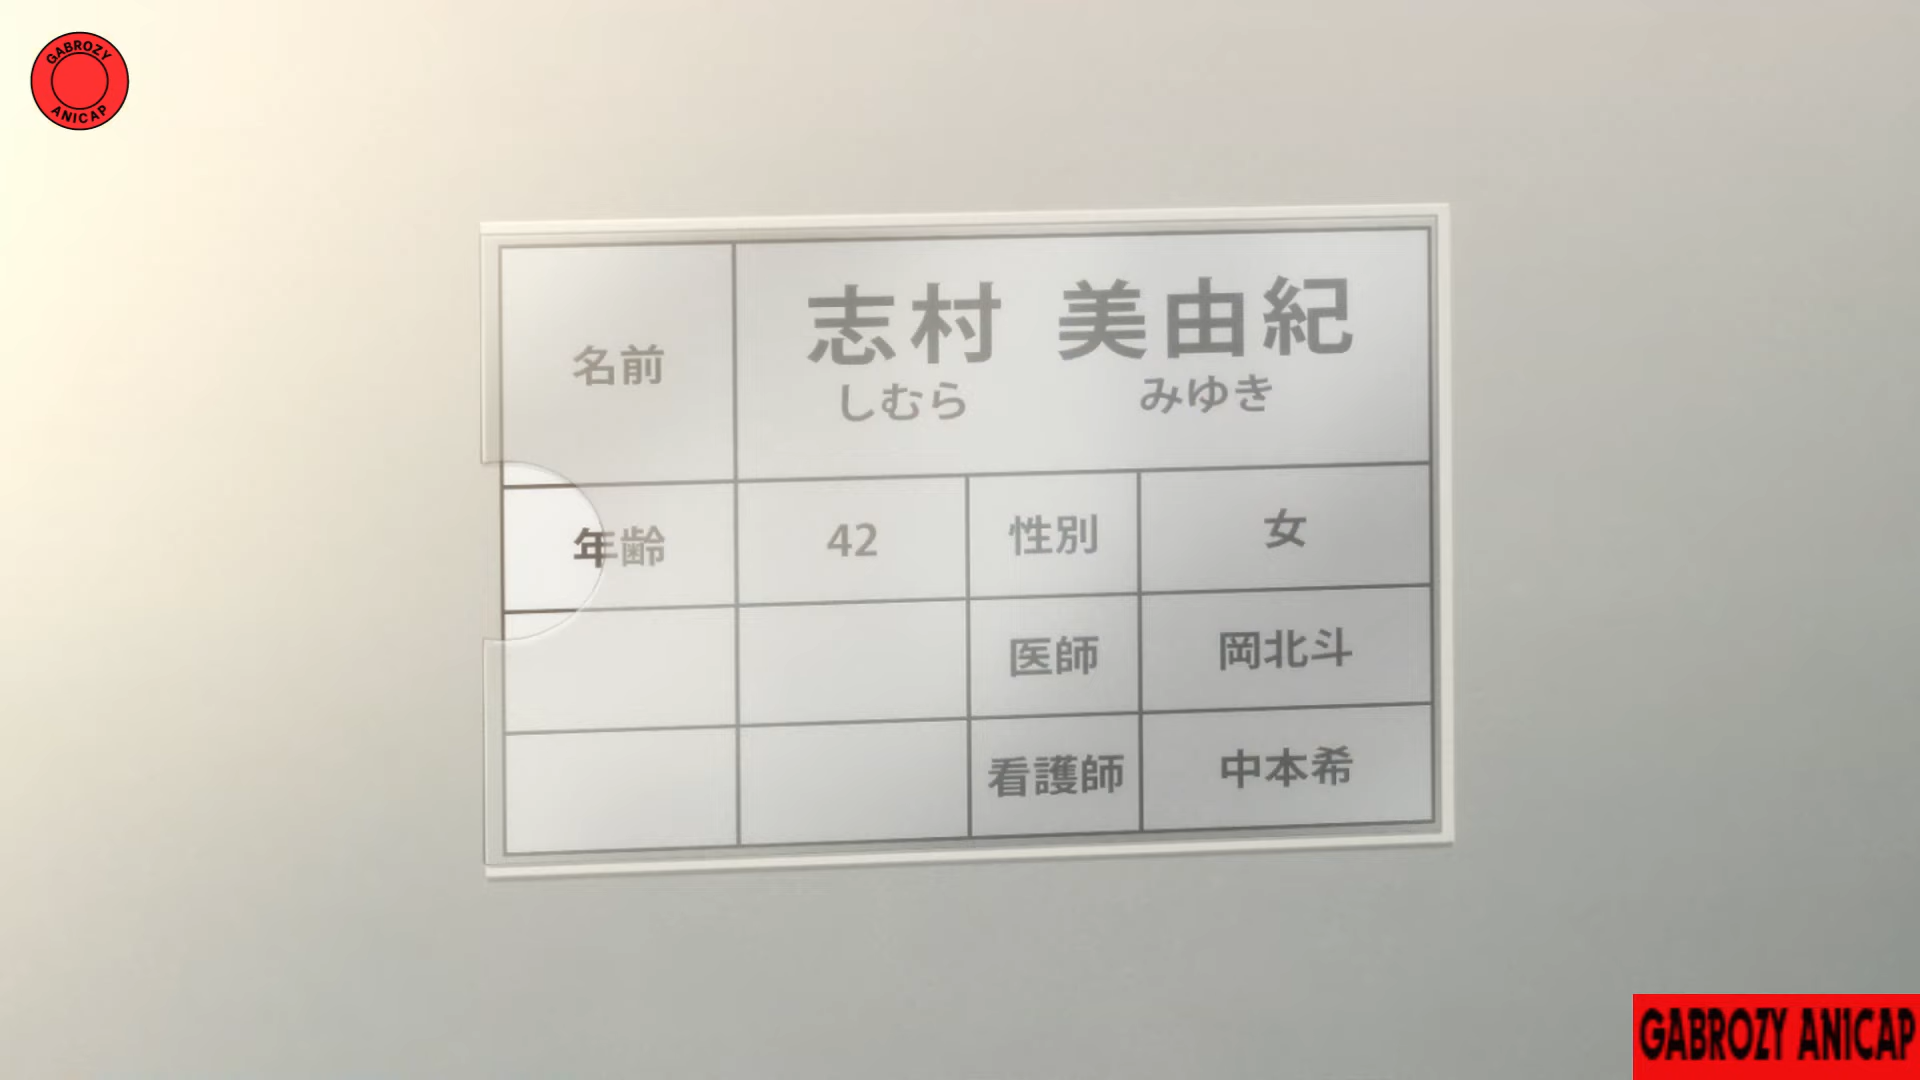 GABROZY
ANICAP
名前 志村 美由紀
しむら みゆき
年齢 42 性別 女
医師 岡北斗
看護師 中本希
GABROZY ANICAP